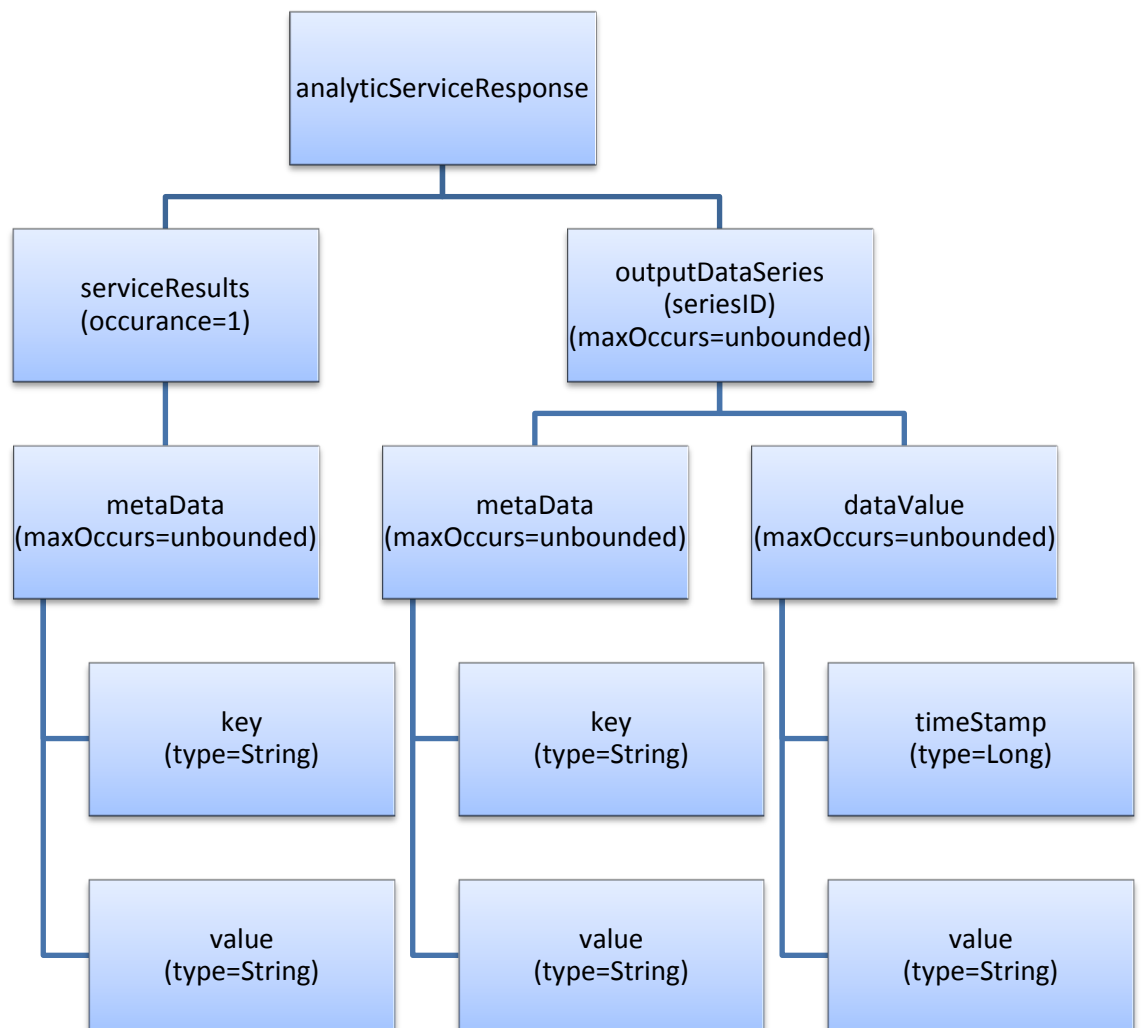 analyticServiceResponse
serviceResults
(occurance=1)
outputDataSeries
(seriesID)
(maxOccurs=unbounded)
metaData
(maxOccurs=unbounded)
metaData
(maxOccurs=unbounded)
dataValue
(maxOccurs=unbounded)
key
(type=String)
key
(type=String)
timeStamp
(type=Long)
value
(type=String)
value
(type=String)
value
(type=String)